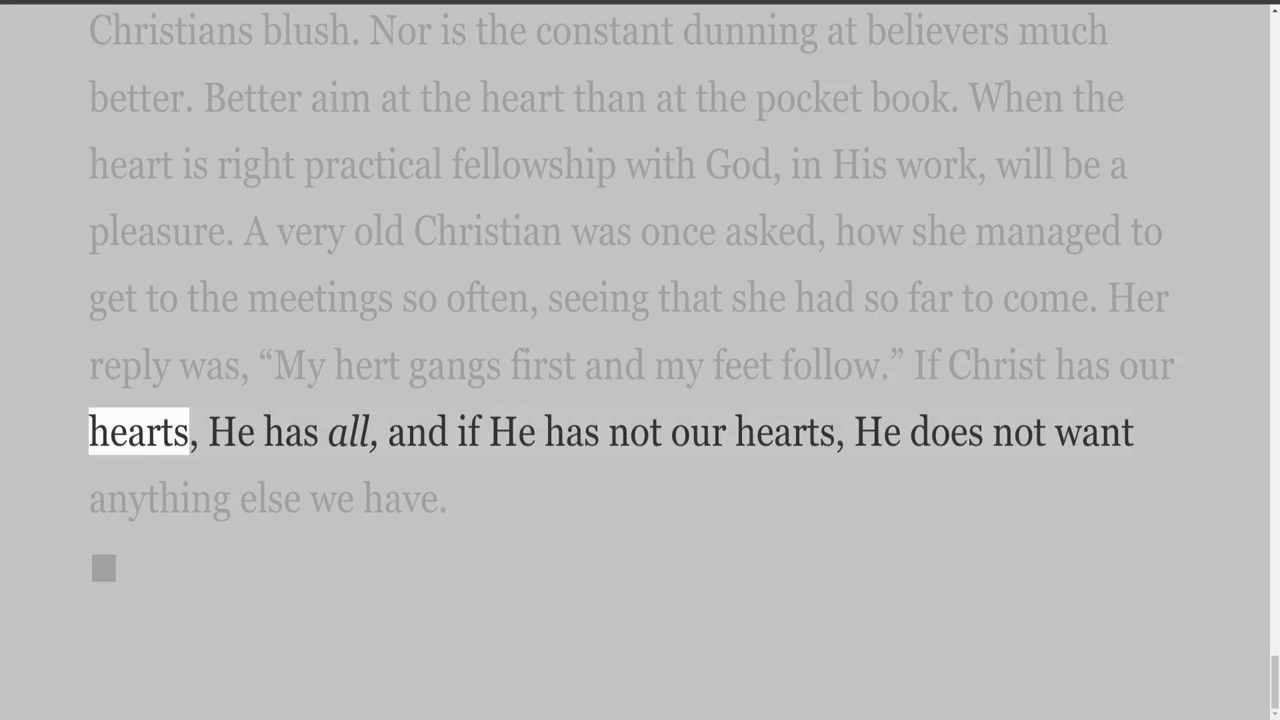 Christians blush. Nor is the constant dunning at believers much
better. Better aim at the heart than at the pocket book. When the
heart is right practical fellowship with God, in His work, will be a
pleasure. A very old Christian was once asked, how she managed to
get to the meetings so often, seeing that she had so far to come. Her
reply was, “My hert gangs first and my feet follow.” If Christ has our
hearts, He has all, and if He has not our hearts, He does not want
anything else we have.